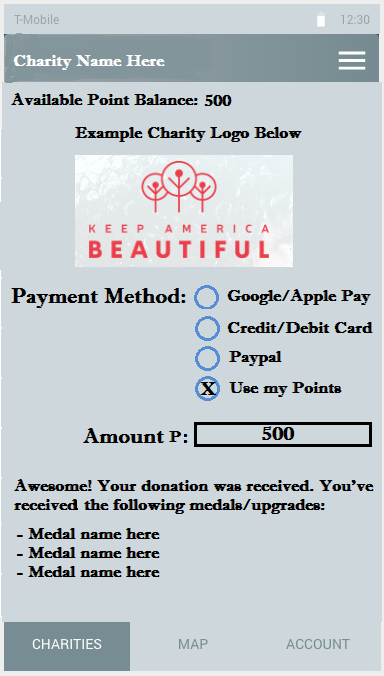 T-Mobile 12:30
Charity Name Here
Available Point Balance: 500
Example Charity Logo Below
KEEP AMERICA
BEAUTIFUL
Payment Method: Google/Apple Pay
Credit/Debit Card
Paypal
X Use my Points
Amount P: 500
Awesome! Your donation was received. You've
received the following medals/upgrades:
- Medal name here
- Medal name here
- Medal name here
CHARITIES MAP ACCOUNT